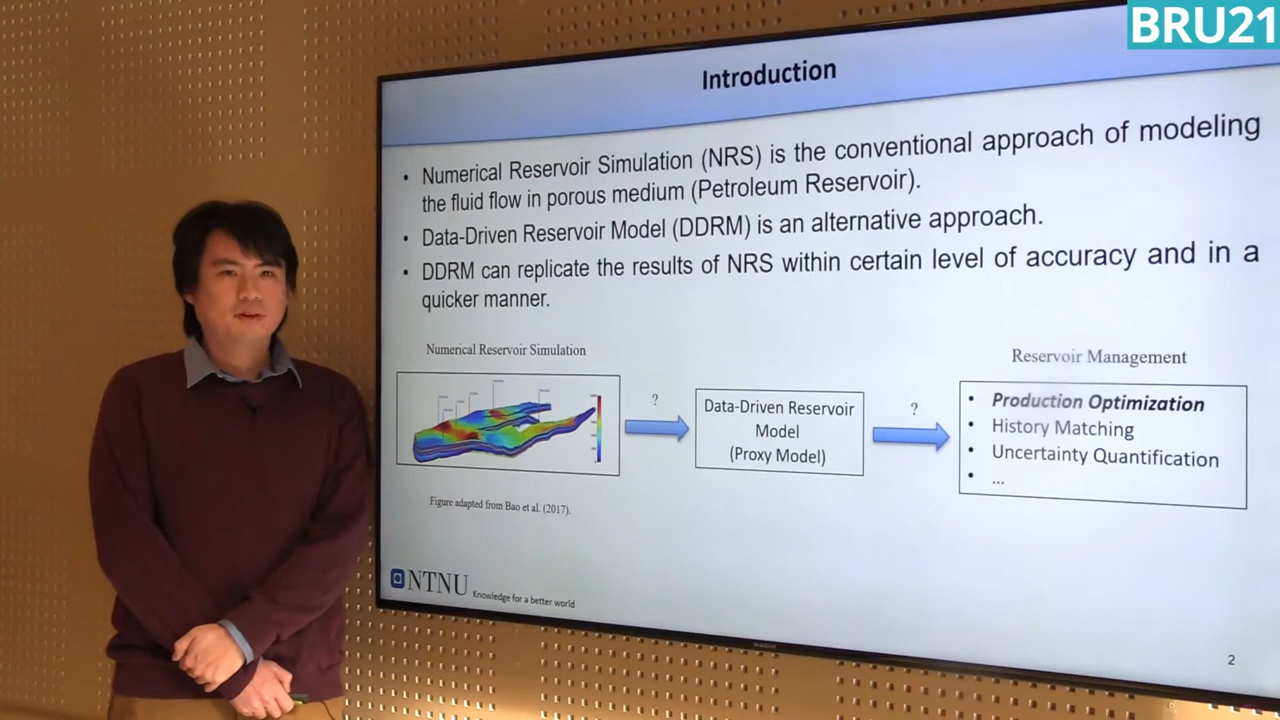 BRU21
Introduction
• Numerical Reservoir Simulation (NRS) is the conventional approach of modeling
the fluid flow in porous medium (Petroleum Reservoir).
• Data-Driven Reservoir Model (DDRM) is an alternative approach.
• DDRM can replicate the results of NRS within certain level of accuracy and in a
quicker manner.
Numerical Reservoir Simulation
Reservoir Management
?
Data-Driven Reservoir
Model
(Proxy Model)
?
• Production Optimization
• History Matching
• Uncertainty Quantification
• ...
Figure adapted from Bao et al. (2017).
NTNU Knowledge for a better world
2